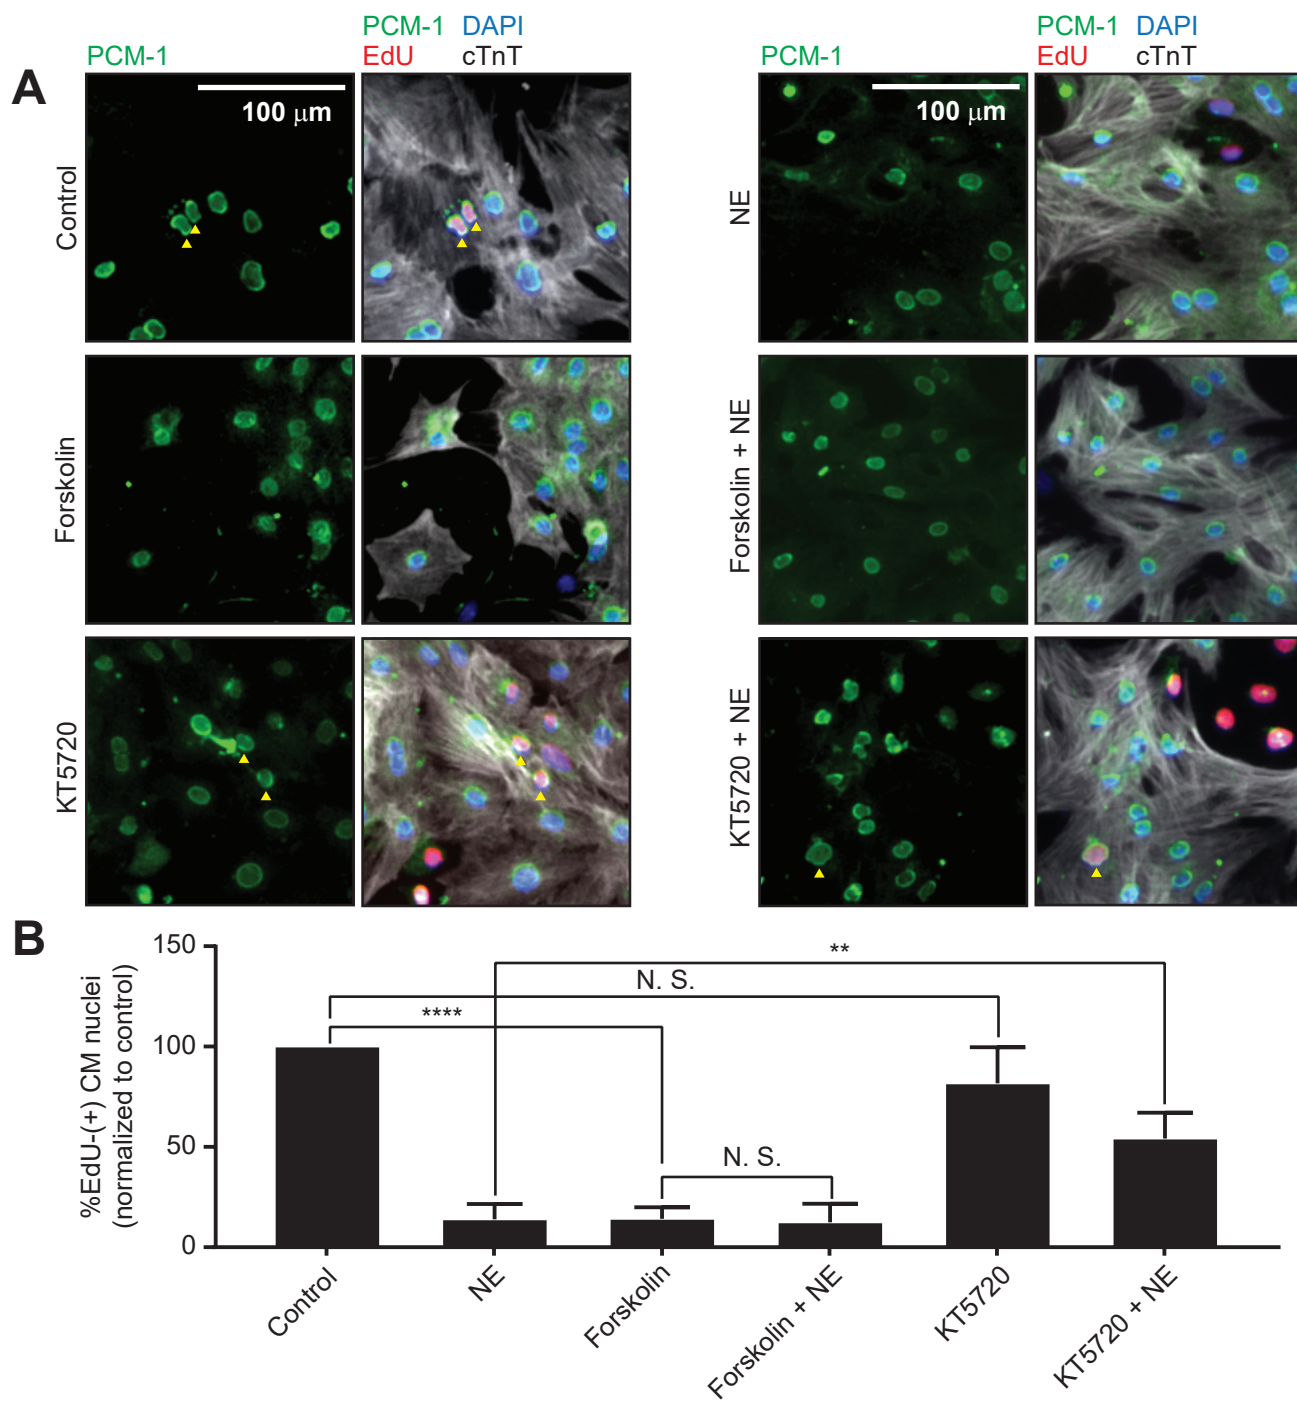 A
PCM-1
PCM-1 DAPI
EdU cTnT
PCM-1
PCM-1 DAPI
EdU cTnT
Control
100 μm
NE
100 μm
Forskolin
Forskolin + NE
KT5720
KT5720 + NE
B
%EdU-(+) CM nuclei
(normalized to control)
150
100
50
0
**
N. S.
****
N. S.
Control
NE
Forskolin
Forskolin + NE
KT5720
KT5720 + NE